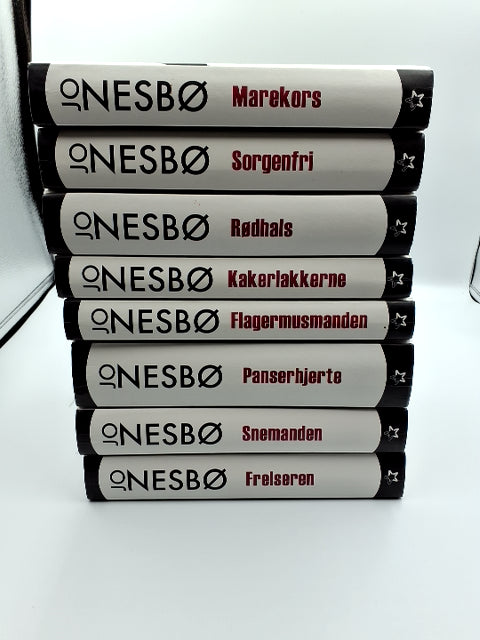 JO NESBØ Marekors
JO NESBØ Sorgenfri
JO NESBØ Rødhals
JO NESBØ Kakerlakkerne
JO NESBØ Flagermusmanden
JO NESBØ Panserhjerte
JO NESBØ Snemanden
JO NESBØ Frelseren